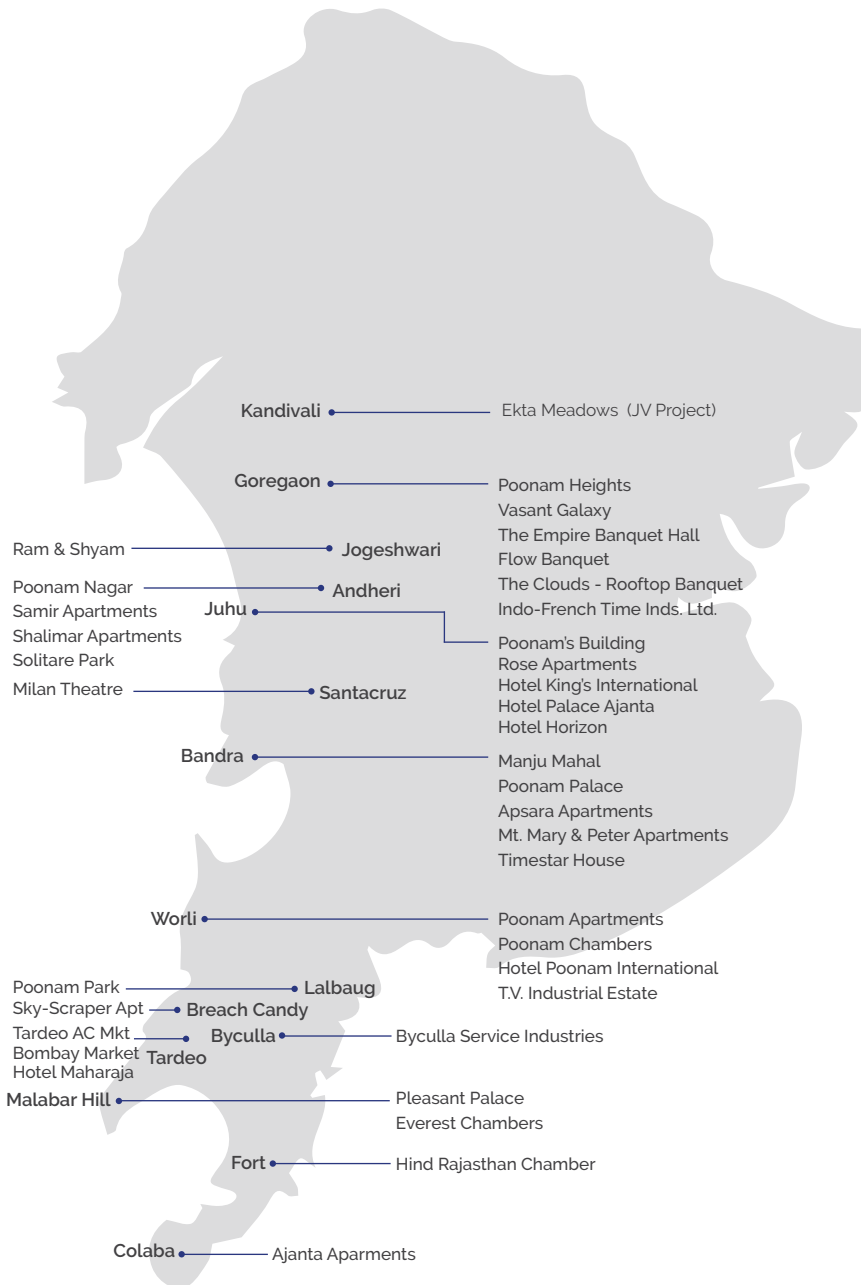 Kandivali
Ekta Meadows (JV Project)
Goregaon
Poonam Heights
Vasant Galaxy
The Empire Banquet Hall
Flow Banquet
The Clouds - Rooftop Banquet
Indo-French Time Inds. Ltd.
Ram & Shyam
Jogeshwari
Poonam Nagar
Samir Apartments
Shalimar Apartments
Solitare Park
Andheri
Juhu
Poonam's Building
Rose Apartments
Hotel King's International
Hotel Palace Ajanta
Hotel Horizon
Milan Theatre
Santacruz
Bandra
Manju Mahal
Poonam Palace
Apsara Apartments
Mt. Mary & Peter Apartments
Timestar House
Worli
Poonam Apartments
Poonam Chambers
Hotel Poonam International
T.V. Industrial Estate
Poonam Park
Lalbaug
Sky-Scraper Apt
Breach Candy
Tardeo AC Mkt
Bombay Market
Hotel Maharaja
Tardeo
Byculla
Byculla Service Industries
Malabar Hill
Pleasant Palace
Everest Chambers
Fort
Hind Rajasthan Chamber
Colaba
Ajanta Aparments